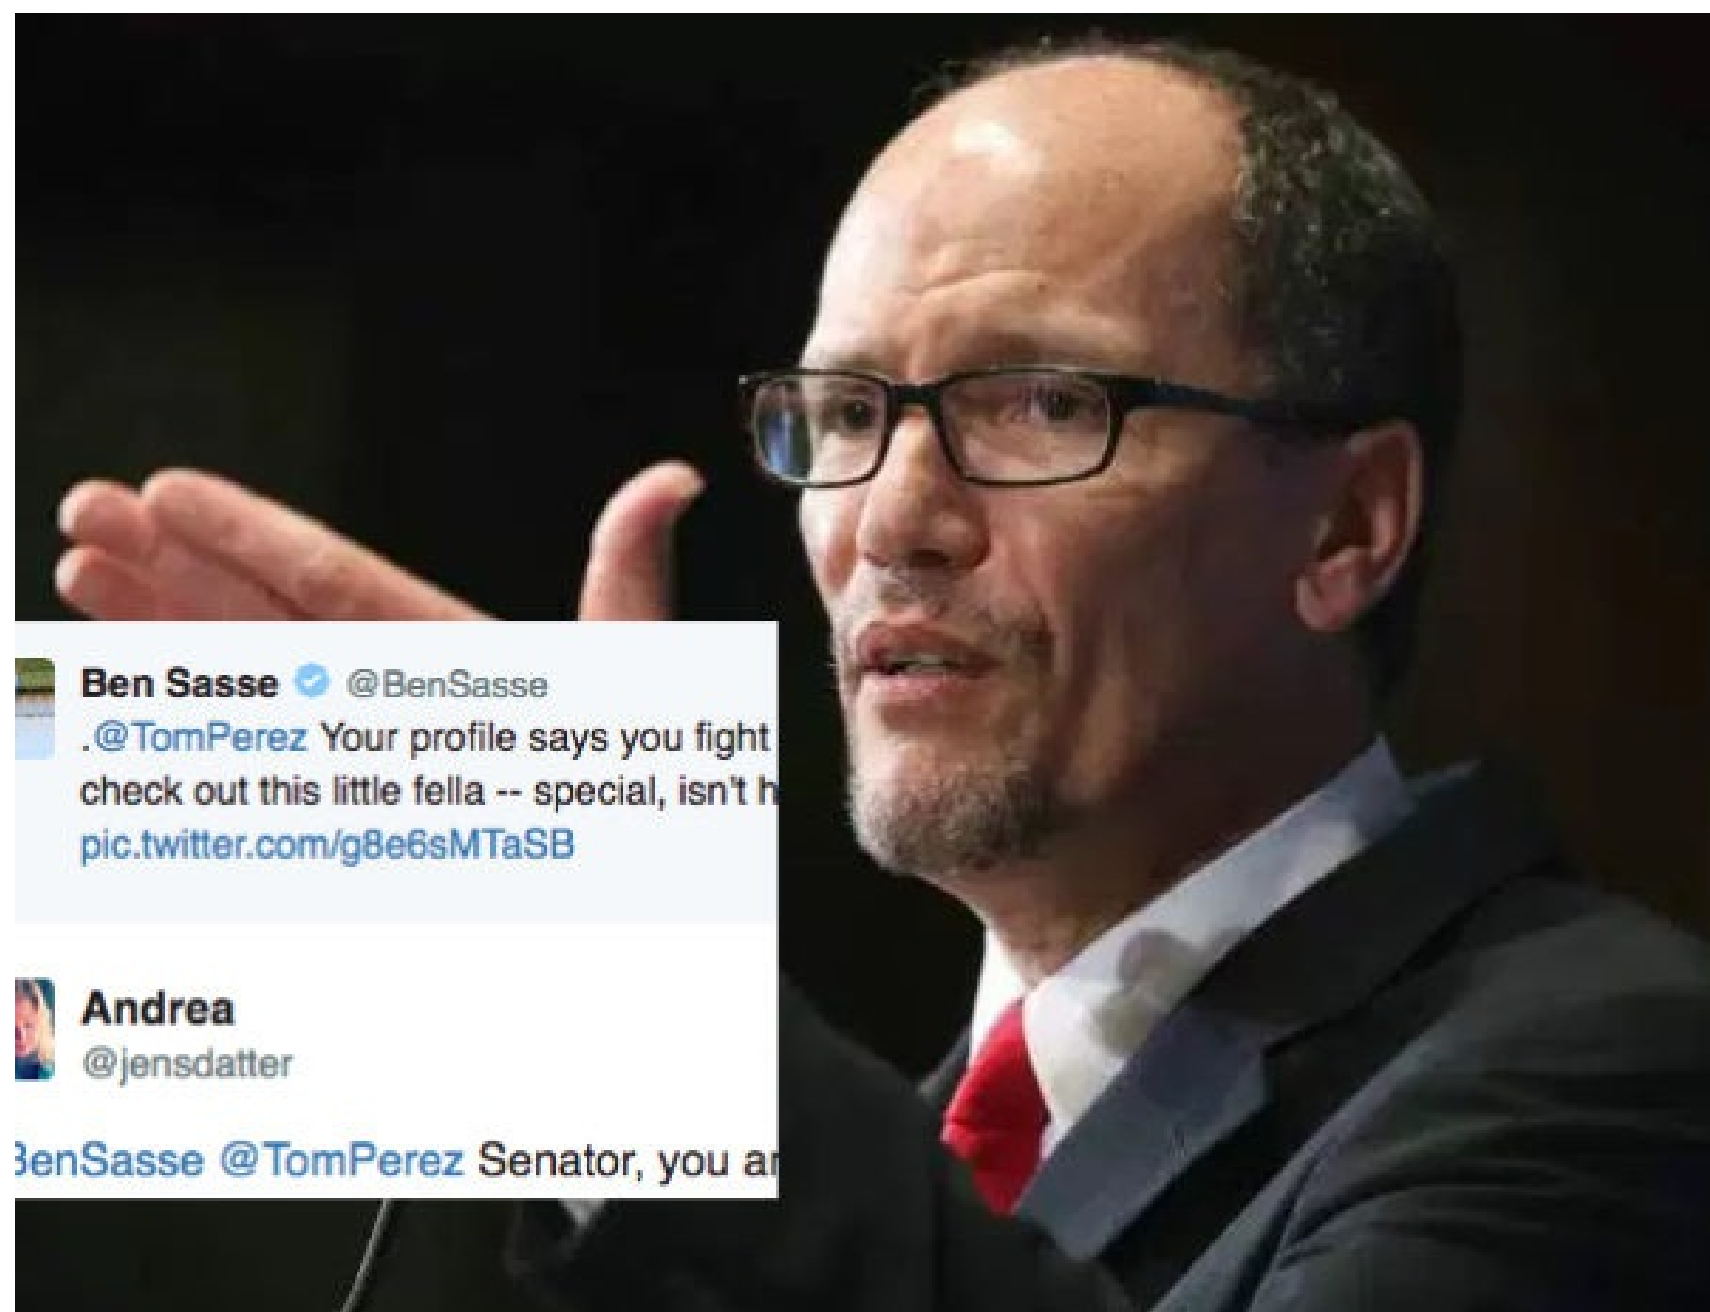 Ben Sasse @BenSasse
.@TomPerez Your profile says you fight
check out this little fella -- special, isn't h
pic.twitter.com/g8e6sMTaSB
Andrea
@jensdatter
BenSasse @TomPerez Senator, you ar